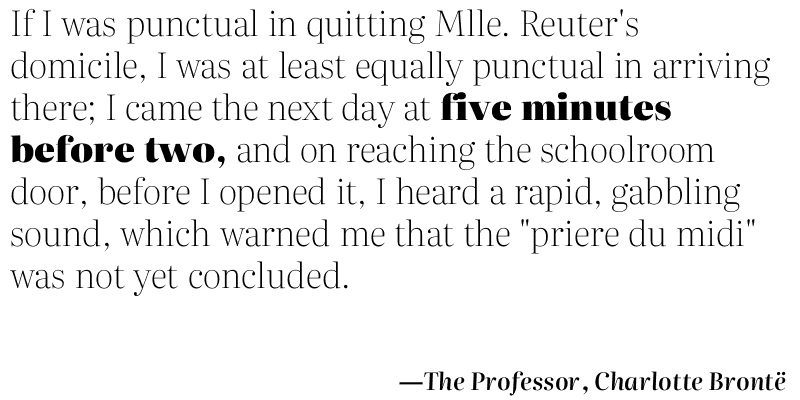 If I was punctual in quitting Mlle. Reuter's
domicile, I was at least equally punctual in arriving
there; I came the next day at five minutes
before two, and on reaching the schoolroom
door, before I opened it, I heard a rapid, gabbling
sound, which warned me that the "priere du midi"
was not yet concluded.
—The Professor, Charlotte Brontë